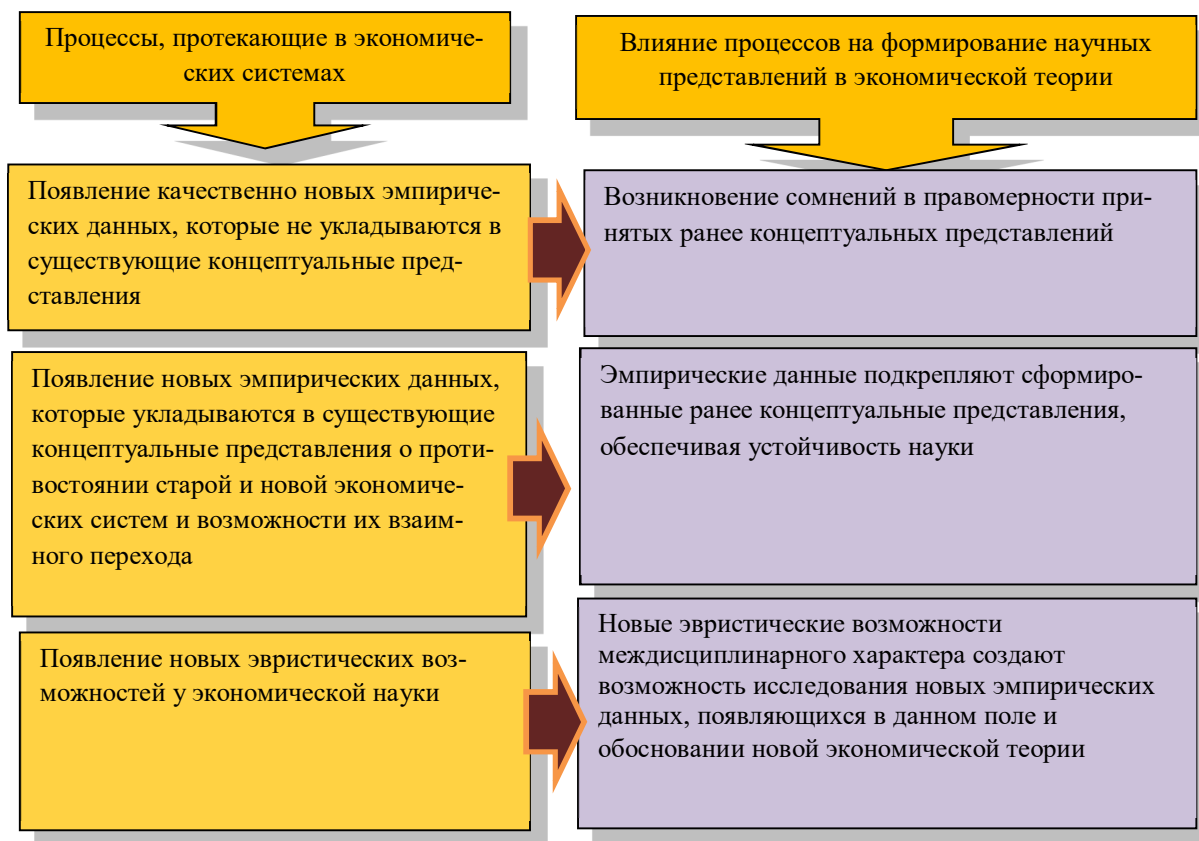 Процессы, протекающие в экономиче-
ских системах
Влияние процессов на формирование научных
представлений в экономической теории
Появление качественно новых эмпириче-
ских данных, которые не укладываются в
существующие концептуальные пред-
ставления
Возникновение сомнений в правомерности при-
нятых ранее концептуальных представлений
Появление новых эмпирических данных,
которые укладываются в существующие
концептуальные представления о проти-
востоянии старой и новой экономиче-
ских систем и возможности их взаим-
ного перехода
Эмпирические данные подкрепляют сформиро-
ванные ранее концептуальные представления,
обеспечивая устойчивость науки
Появление новых эвристических воз-
можностей у экономической науки
Новые эвристические возможности
междисциплинарного характера создают
возможность исследования новых эмпирических
данных, появляющихся в данном поле и
обосновании новой экономической теории